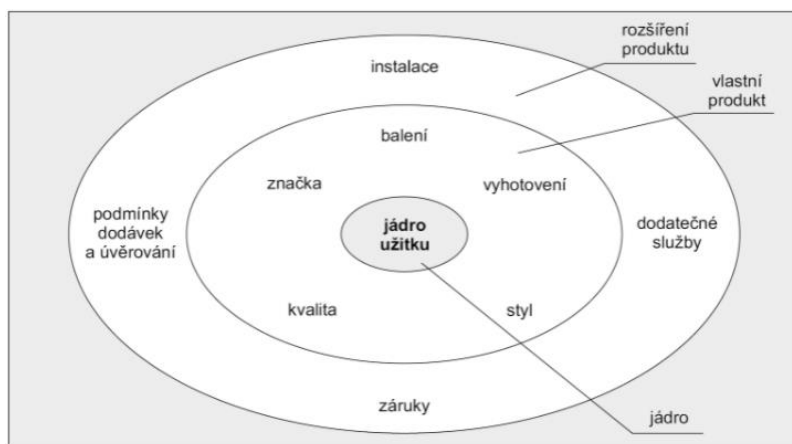 rozšíření
produktu
instalace
vlastní
produkt
balení
značka
vyhotovení
podmínky
dodávek
a úvěrování
jádro
užitku
dodatečné
služby
kvalita
styl
záruky
jádro